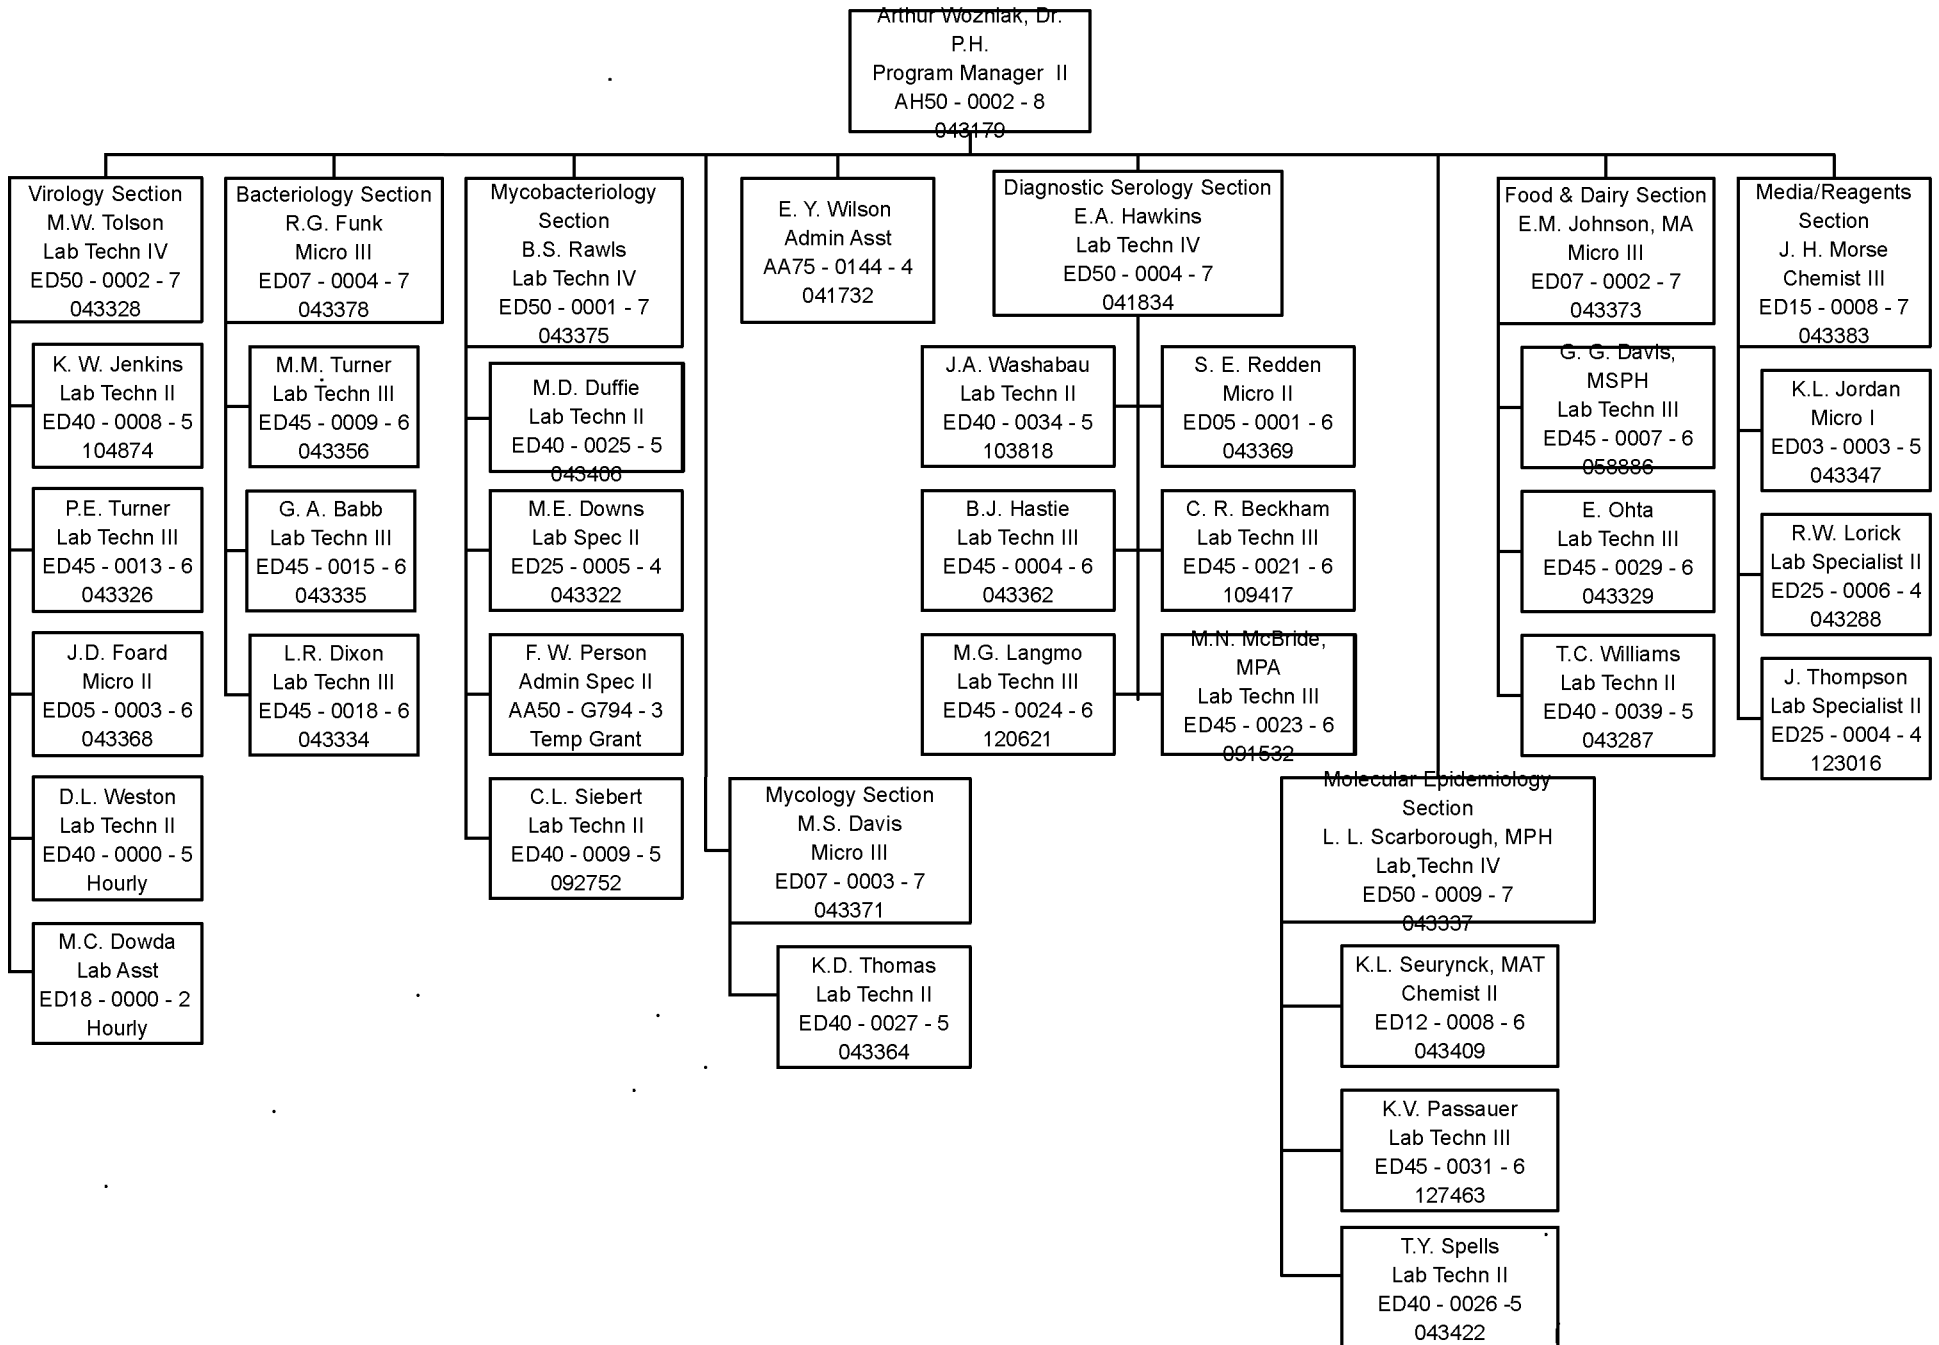 Arthur Wozniak, Dr.
P.H.
Program Manager II
AH50 - 0002 - 8
043179
Virology Section
M.W. Tolson
Lab Techn IV
ED50 - 0002 - 7
043328
K. W. Jenkins
Lab Techn II
ED40 - 0008 - 5
104874
P.E. Turner
Lab Techn III
ED45 - 0013 - 6
043326
J.D. Foard
Micro II
ED05 - 0003 - 6
043368
D.L. Weston
Lab Techn II
ED40 - 0000 - 5
Hourly
M.C. Dowda
Lab Asst
ED18 - 0000 - 2
Hourly
Bacteriology Section
R.G. Funk
Micro III
ED07 - 0004 - 7
043378
M.M. Turner
Lab Techn III
ED45 - 0009 - 6
043356
G. A. Babb
Lab Techn III
ED45 - 0015 - 6
043335
L.R. Dixon
Lab Techn III
ED45 - 0018 - 6
043334
Mycobacteriology
Section
B.S. Rawls
Lab Techn IV
ED50 - 0001 - 7
043375
M.D. Duffie
Lab Techn II
ED40 - 0025 - 5
043406
M.E. Downs
Lab Spec II
ED25 - 0005 - 4
043322
F. W. Person
Admin Spec II
AA50 - G794 - 3
Temp Grant
C.L. Siebert
Lab Techn II
ED40 - 0009 - 5
092752
Mycology Section
M.S. Davis
Micro III
ED07 - 0003 - 7
043371
K.D. Thomas
Lab Techn II
ED40 - 0027 - 5
043364
E. Y. Wilson
Admin Asst
AA75 - 0144 - 4
041732
Diagnostic Serology Section
E.A. Hawkins
Lab Techn IV
ED50 - 0004 - 7
041834
J.A. Washabau
Lab Techn II
ED40 - 0034 - 5
103818
S. E. Redden
Micro II
ED05 - 0001 - 6
043369
B.J. Hastie
Lab Techn III
ED45 - 0004 - 6
043362
C. R. Beckham
Lab Techn III
ED45 - 0021 - 6
109417
M.G. Langmo
Lab Techn III
ED45 - 0024 - 6
120621
M.N. McBride,
MPA
Lab Techn III
ED45 - 0023 - 6
091532
Molecular Epidemiology
Section
L. L. Scarborough, MPH
Lab Techn IV
ED50 - 0009 - 7
043337
K.L. Seurynck, MAT
Chemist II
ED12 - 0008 - 6
043409
K.V. Passauer
Lab Techn III
ED45 - 0031 - 6
127463
T.Y. Spells
Lab Techn II
ED40 - 0026 -5
043422
Food & Dairy Section
E.M. Johnson, MA
Micro III
ED07 - 0002 - 7
043373
G. G. Davis,
MSPH
Lab Techn III
ED45 - 0007 - 6
058886
E. Ohta
Lab Techn III
ED45 - 0029 - 6
043329
T.C. Williams
Lab Techn II
ED40 - 0039 - 5
043287
Media/Reagents
Section
J. H. Morse
Chemist III
ED15 - 0008 - 7
043383
K.L. Jordan
Micro I
ED03 - 0003 - 5
043347
R.W. Lorick
Lab Specialist II
ED25 - 0006 - 4
043288
J. Thompson
Lab Specialist II
ED25 - 0004 - 4
123016